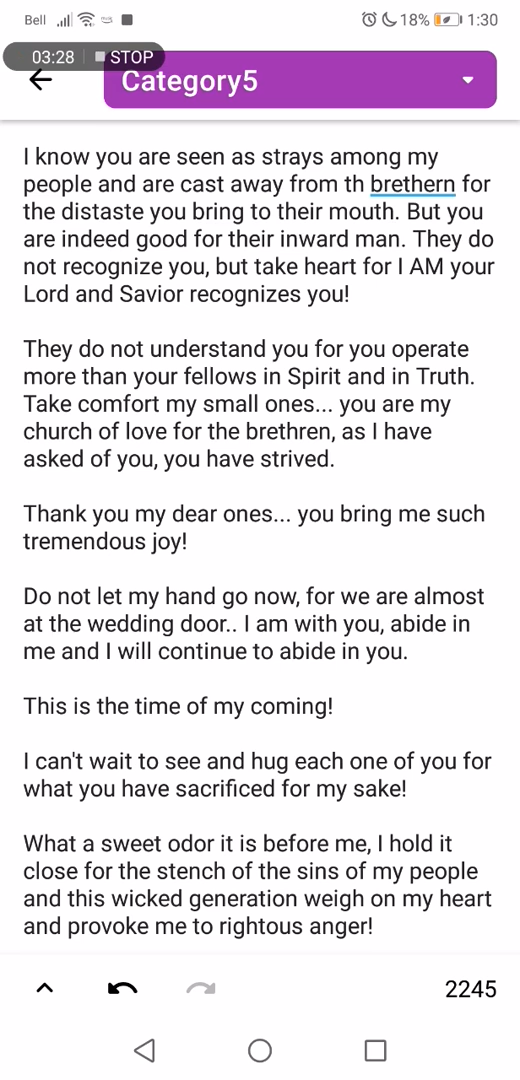 Bell 18% 1:30
03:28 STOP
Category5
I know you are seen as strays among my
people and are cast away from th brethern for
the distaste you bring to their mouth. But you
are indeed good for their inward man. They do
not recognize you, but take heart for I AM your
Lord and Savior recognizes you!
They do not understand you for you operate
more than your fellows in Spirit and in Truth.
Take comfort my small ones... you are my
church of love for the brethren, as I have
asked of you, you have strived.
Thank you my dear ones... you bring me such
tremendous joy!
Do not let my hand go now, for we are almost
at the wedding door.. I am with you, abide in
me and I will continue to abide in you.
This is the time of my coming!
I can't wait to see and hug each one of you for
what you have sacrificed for my sake!
What a sweet odor it is before me, I hold it
close for the stench of the sins of my people
and this wicked generation weigh on my heart
and provoke me to rightous anger!
2245